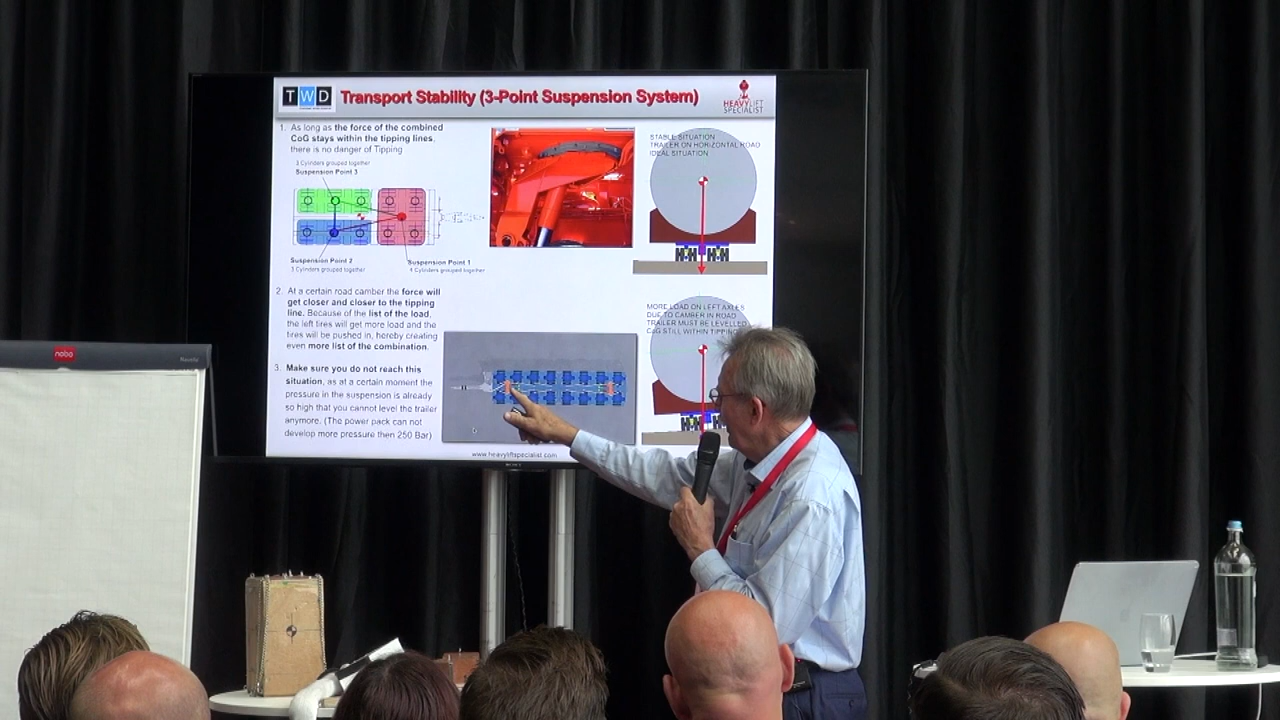 TWD
Transport Stability (3-Point Suspension System)
HEAVYLIFT
SPECIALIST
1. As long as the force of the combined
CoG stays within the tipping lines,
there is no danger of Tipping
3 Cylinders grouped together
Suspension Point 3
Suspension Point 2
3 Cylinders grouped together
Suspension Point 1
4 Cylinders grouped together
STABLE SITUATION
TRAILER ON HORIZONTAL ROAD
IDEAL SITUATION
2. At a certain road camber the force will
get closer and closer to the tipping
line. Because of the list of the load,
the left tires will get more load and the
tires will be pushed in, hereby creating
even more list of the combination.
3. Make sure you do not reach this
situation, as at a certain moment the
pressure in the suspension is already
so high that you cannot level the trailer
anymore. (The power pack can not
develop more pressure then 250 Bar)
MORE LOAD ON LEFT AXLES
DUE TO CAMBER IN ROAD
TRAILER MUST BE LEVELLED
CoG STILL WITHIN TIPPING
www.heavyliftspecialist.com
SONY
nobo